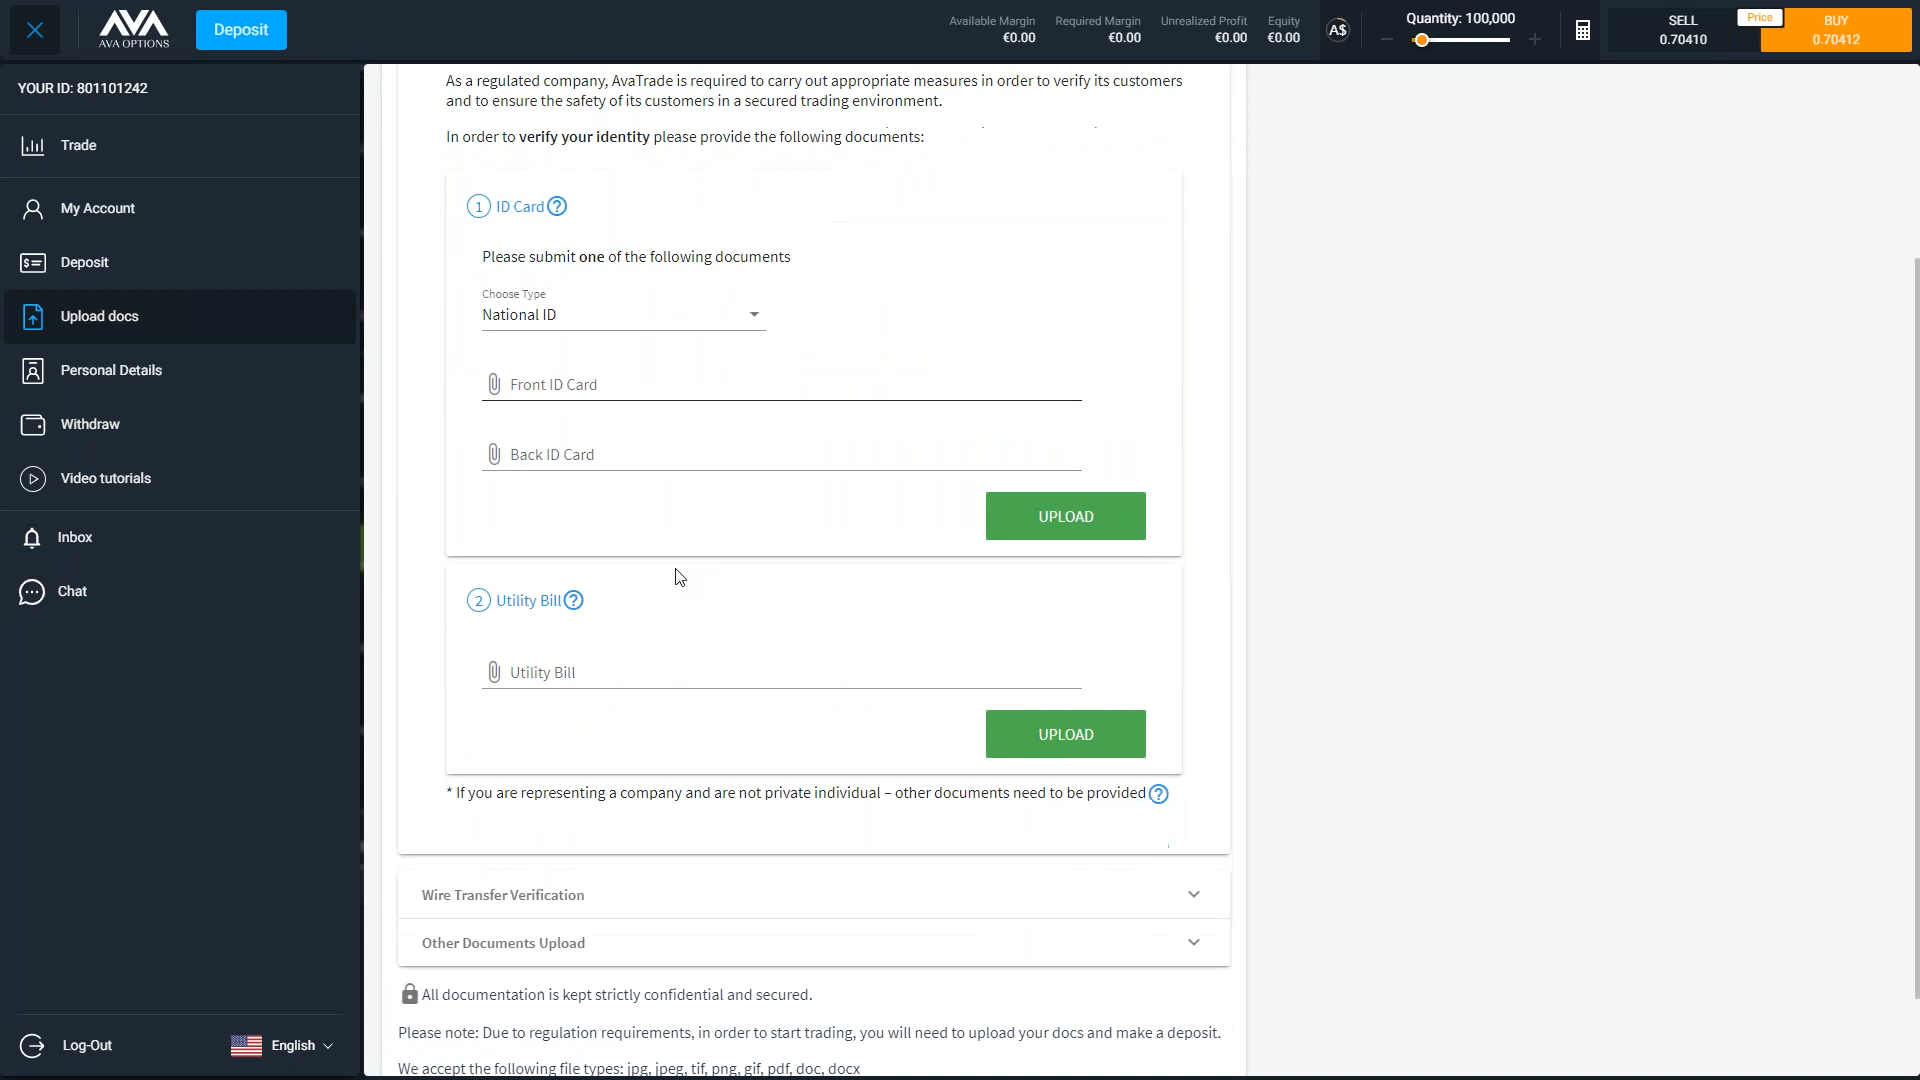 AVA OPTIONS
Deposit
Available Margin
€0.00
Required Margin
€0.00
Unrealized Profit
€0.00
Equity
€0.00
A$
Quantity: 100,000
SELL
0.70410
Price
BUY
0.70412
YOUR ID: 801101242
Trade
My Account
Deposit
Upload docs
Personal Details
Withdraw
Video tutorials
Inbox
Chat
Log-Out
English
As a regulated company, AvaTrade is required to carry out appropriate measures in order to verify its customers
and to ensure the safety of its customers in a secured trading environment.
In order to verify your identity please provide the following documents:
1 ID Card ?
Please submit one of the following documents
Choose Type
National ID
Front ID Card
Back ID Card
UPLOAD
2 Utility Bill ?
Utility Bill
UPLOAD
* If you are representing a company and are not private individual – other documents need to be provided ?
Wire Transfer Verification
Other Documents Upload
All documentation is kept strictly confidential and secured.
Please note: Due to regulation requirements, in order to start trading, you will need to upload your docs and make a deposit.
We accept the following file types: jpg, jpeg, tif, png, gif, pdf, doc, docx